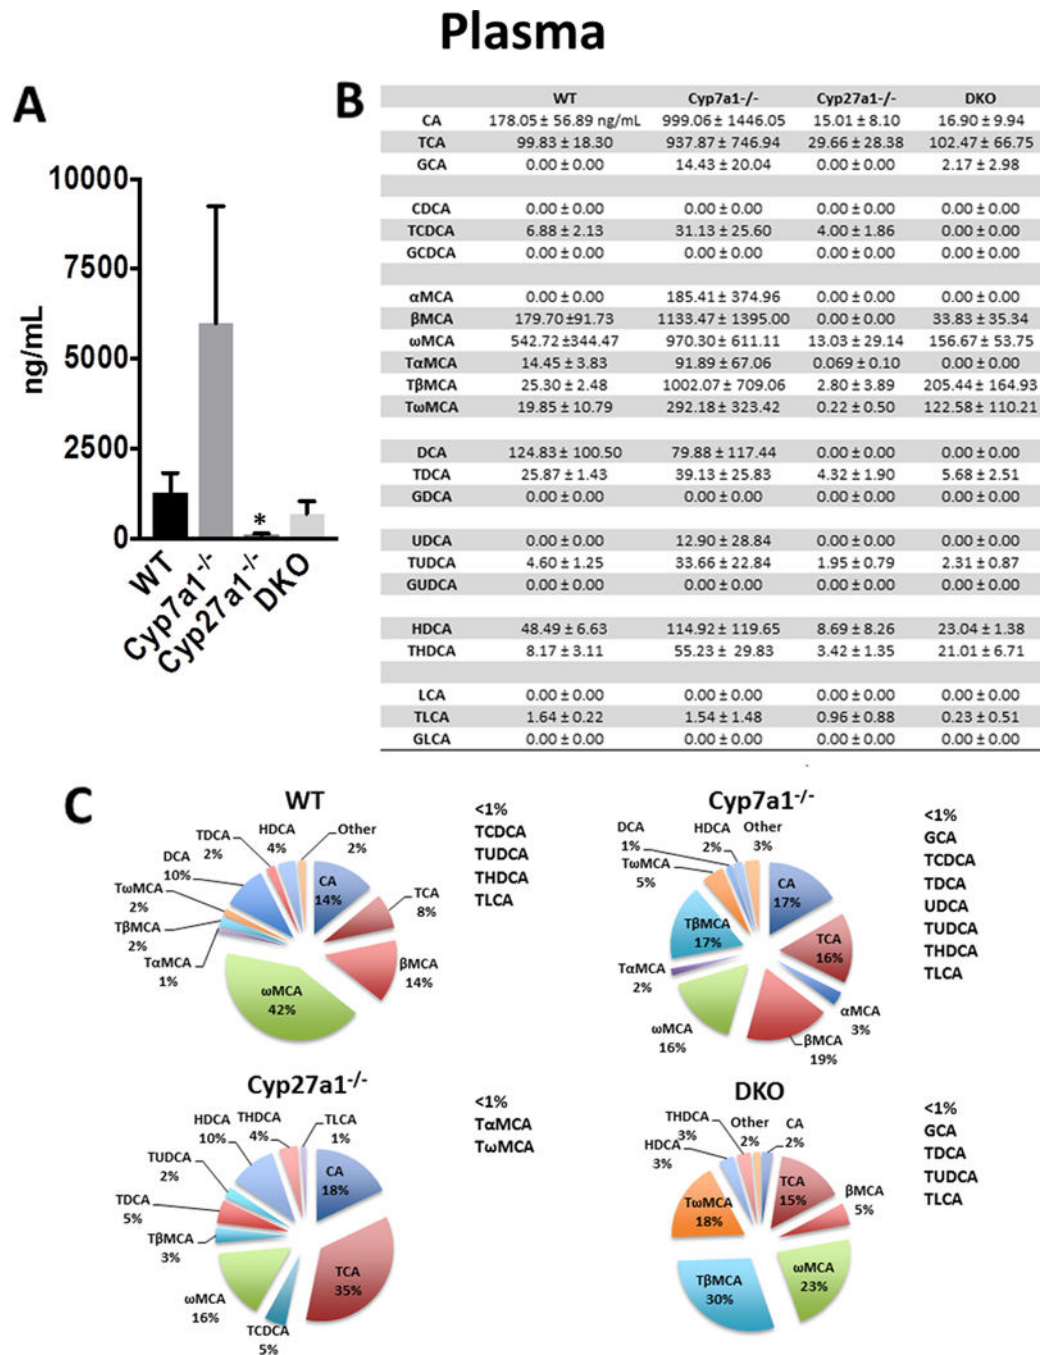 Plasma
A
10000
7500
5000
2500
0
ng/mL
*
WT
Cyp7a1-/-
Cyp27a1-/-
DKO
B
WT Cyp7a1-/- Cyp27a1-/- DKO
CA 178.05 ± 56.89 ng/mL 999.06 ± 1446.05 15.01 ± 8.10 16.90 ± 9.94
TCA 99.83 ± 18.30 937.87 ± 746.94 29.66 ± 28.38 102.47 ± 66.75
GCA 0.00 ± 0.00 14.43 ± 20.04 0.00 ± 0.00 2.17 ± 2.98
CDCA 0.00 ± 0.00 0.00 ± 0.00 0.00 ± 0.00 0.00 ± 0.00
TCDCA 6.88 ± 2.13 31.13 ± 25.60 4.00 ± 1.86 0.00 ± 0.00
GCDCA 0.00 ± 0.00 0.00 ± 0.00 0.00 ± 0.00 0.00 ± 0.00
αMCA 0.00 ± 0.00 185.41 ± 374.96 0.00 ± 0.00 0.00 ± 0.00
βMCA 179.70 ±91.73 1133.47 ± 1395.00 0.00 ± 0.00 33.83 ± 35.34
ωMCA 542.72 ±344.47 970.30 ± 611.11 13.03 ± 29.14 156.67 ± 53.75
TαMCA 14.45 ± 3.83 91.89 ± 67.06 0.069 ± 0.10 0.00 ± 0.00
TβMCA 25.30 ± 2.48 1002.07 ± 709.06 2.80 ± 3.89 205.44 ± 164.93
TωMCA 19.85 ± 10.79 292.18 ± 323.42 0.22 ± 0.50 122.58 ± 110.21
DCA 124.83 ± 100.50 79.88 ± 117.44 0.00 ± 0.00 0.00 ± 0.00
TDCA 25.87 ± 1.43 39.13 ± 25.83 4.32 ± 1.90 5.68 ± 2.51
GDCA 0.00 ± 0.00 0.00 ± 0.00 0.00 ± 0.00 0.00 ± 0.00
UDCA 0.00 ± 0.00 12.90 ± 28.84 0.00 ± 0.00 0.00 ± 0.00
TUDCA 4.60 ± 1.25 33.66 ± 22.84 1.95 ± 0.79 2.31 ± 0.87
GUDCA 0.00 ± 0.00 0.00 ± 0.00 0.00 ± 0.00 0.00 ± 0.00
HDCA 48.49 ± 6.63 114.92 ± 119.65 8.69 ± 8.26 23.04 ± 1.38
THDCA 8.17 ± 3.11 55.23 ± 29.83 3.42 ± 1.35 21.01 ± 6.71
LCA 0.00 ± 0.00 0.00 ± 0.00 0.00 ± 0.00 0.00 ± 0.00
TLCA 1.64 ± 0.22 1.54 ± 1.48 0.96 ± 0.88 0.23 ± 0.51
GLCA 0.00 ± 0.00 0.00 ± 0.00 0.00 ± 0.00 0.00 ± 0.00
C
WT
CA
14%
TCA
8%
βMCA
14%
ωMCA
42%
TαMCA
1%
TβMCA
2%
TωMCA
2%
DCA
10%
TDCA
2%
HDCA
4%
Other
2%
<1%
TCDCA
TUDCA
THDCA
TLCA
Cyp7a1-/-
CA
17%
TCA
16%
αMCA
3%
βMCA
19%
ωMCA
16%
TαMCA
2%
TβMCA
17%
TωMCA
5%
DCA
1%
HDCA
2%
Other
3%
<1%
GCA
TCDCA
TDCA
UDCA
TUDCA
THDCA
TLCA
Cyp27a1-/-
CA
18%
TCA
35%
TCDCA
5%
ωMCA
16%
TβMCA
3%
TDCA
5%
TUDCA
2%
HDCA
10%
THDCA
4%
TLCA
1%
<1%
TαMCA
TωMCA
DKO
CA
2%
TCA
15%
βMCA
5%
ωMCA
23%
TβMCA
30%
TωMCA
18%
HDCA
3%
THDCA
3%
Other
2%
<1%
GCA
TDCA
TUDCA
TLCA